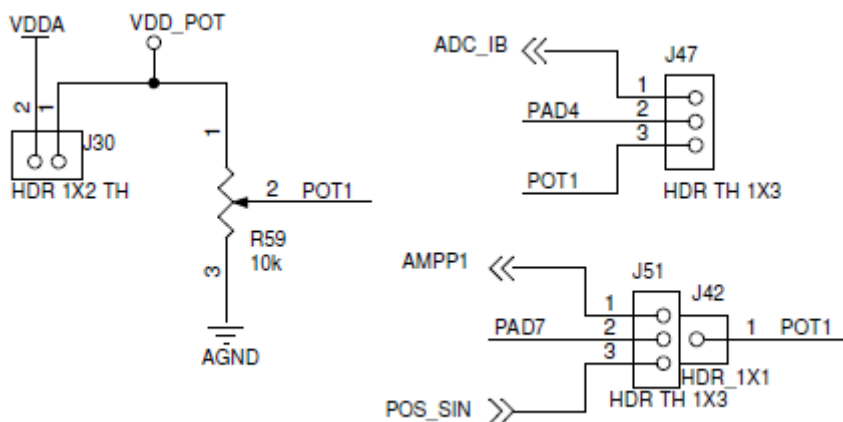 VDDA
VDD_POT
2
1
J30
HDR 1X2 TH
1
2
POT1
R59
10k
3
AGND
ADC_IB
J47
1
PAD4
2
3
POT1
HDR TH 1X3
AMPP1
J51
J42
1
PAD7
2
1
POT1
3
HDR_1X1
HDR TH 1X3
POS_SIN